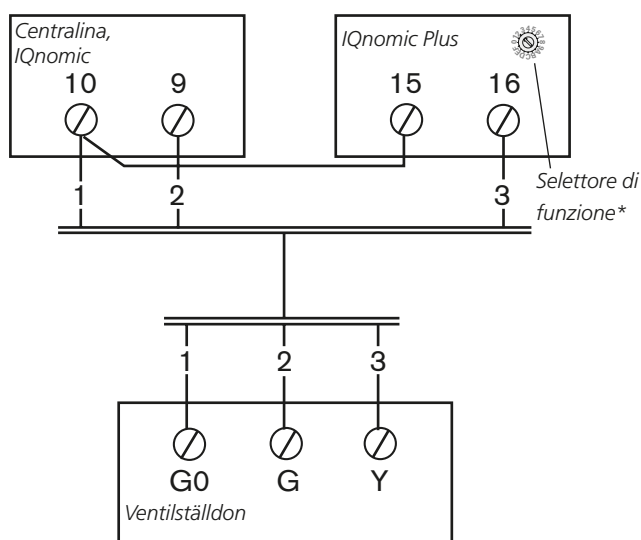 Centralina,
IQnomic
10 9
IQnomic Plus
0123456789ABCDEF
15 16
1 2 3
Selettore di
funzione*
1 2 3
G0 G Y
Ventilställdon